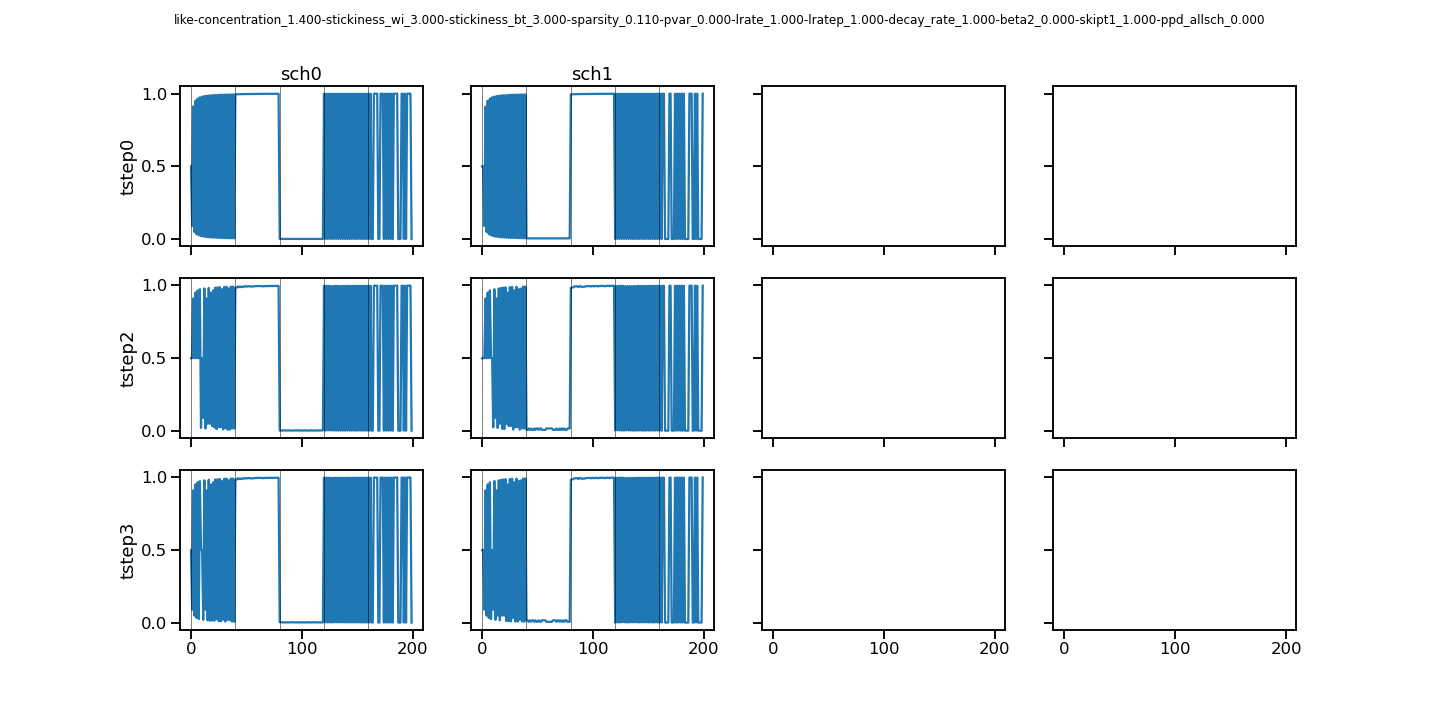 like-concentration_1.400-stickiness_wi_3.000-stickiness_bt_3.000-sparsity_0.110-pvar_0.000-lrate_1.000-lratep_1.000-decay_rate_1.000-beta2_0.000-skipt1_1.000-ppd_allsch_0.000
sch0 sch1
1.0
tstep0 0.5
0.0
1.0
tstep2 0.5
0.0
1.0
tstep3 0.5
0.0
0 100 200 0 100 200 0 100 200 0 100 200